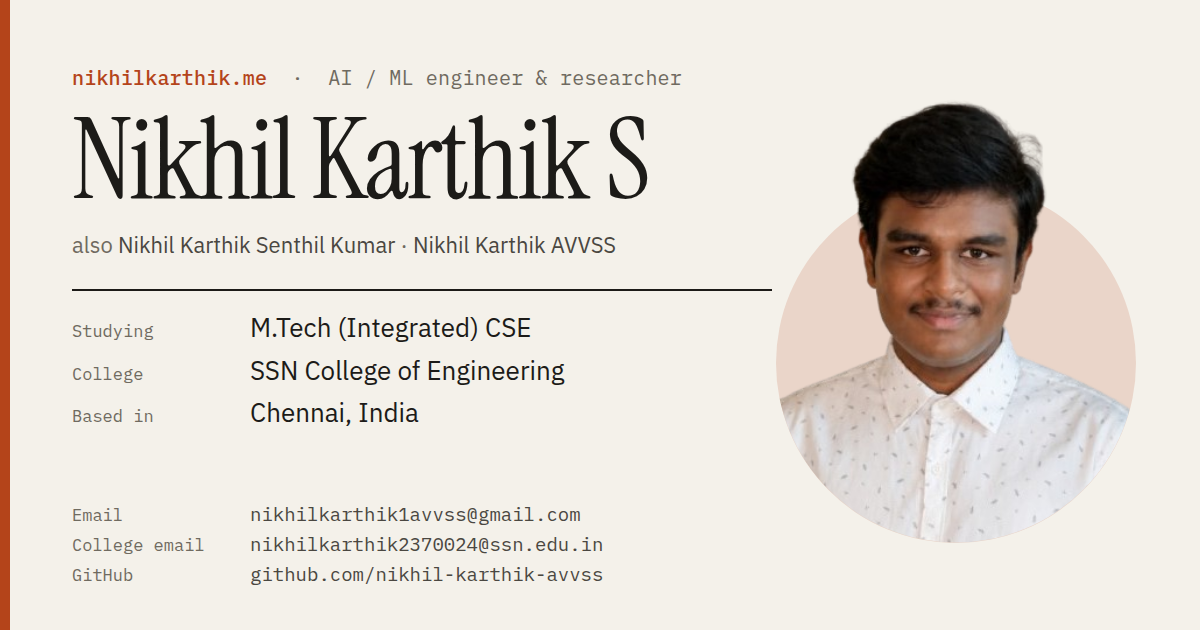 nikhilkarthik.me · AI / ML engineer & researcher
Nikhil Karthik S
also Nikhil Karthik Senthil Kumar · Nikhil Karthik AVVSS
Studying M.Tech (Integrated) CSE
College SSN College of Engineering
Based in Chennai, India
Email nikhilkarthik1avvss@gmail.com
College email nikhilkarthik2370024@ssn.edu.in
GitHub github.com/nikhil-karthik-avvss